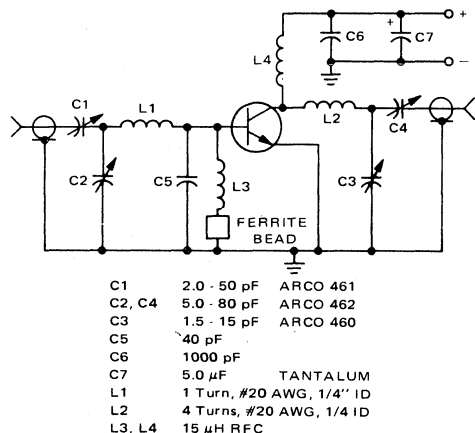 +
C6
+
C7
L4
−
C1
L1
L2
C4
C2
C5
L3
C3
FERRITE
BEAD
C1 2.0 - 50 pF ARCO 461
C2, C4 5.0 - 80 pF ARCO 462
C3 1.5 - 15 pF ARCO 460
C5 40 pF
C6 1000 pF
C7 5.0 µF TANTALUM
L1 1 Turn, #20 AWG, 1/4" ID
L2 4 Turns, #20 AWG, 1/4 ID
L3, L4 15 µH RFC